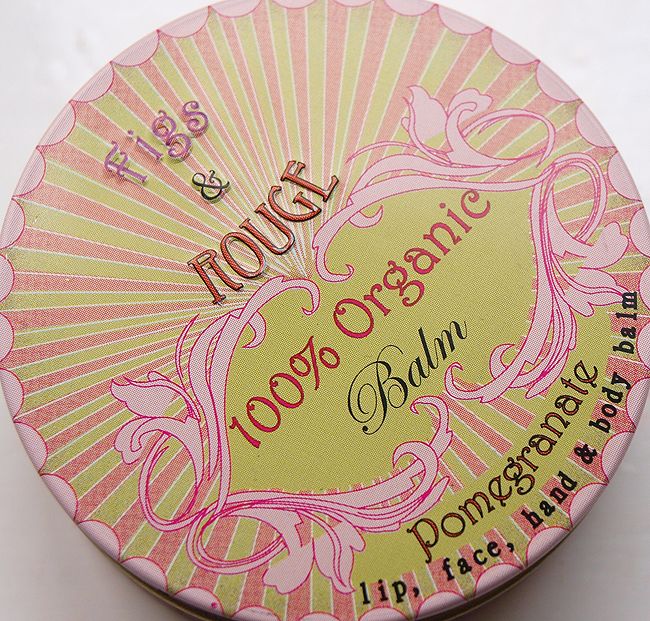 Figs
&
ROUGE
100% Organic
Balm
Pomegranate
lip, face, hand & body balm